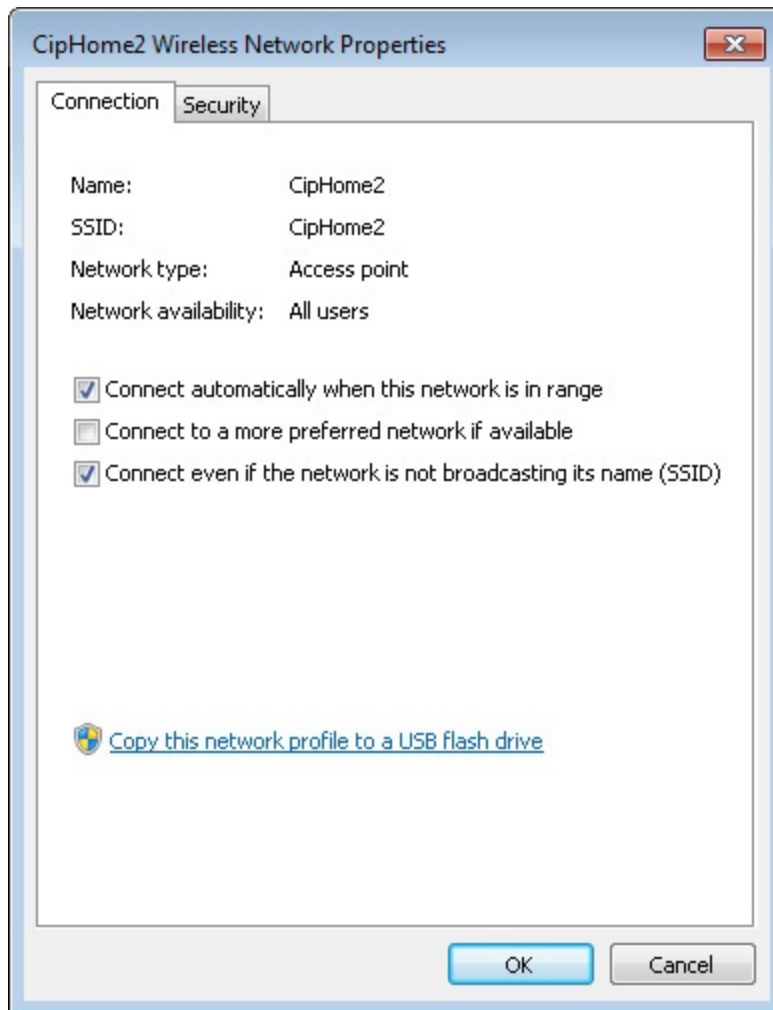 CipHome2 Wireless Network Properties
Connection
Security
Name: CipHome2
SSID: CipHome2
Network type: Access point
Network availability: All users
Connect automatically when this network is in range
Connect to a more preferred network if available
Connect even if the network is not broadcasting its name (SSID)
Copy this network profile to a USB flash drive
OK
Cancel